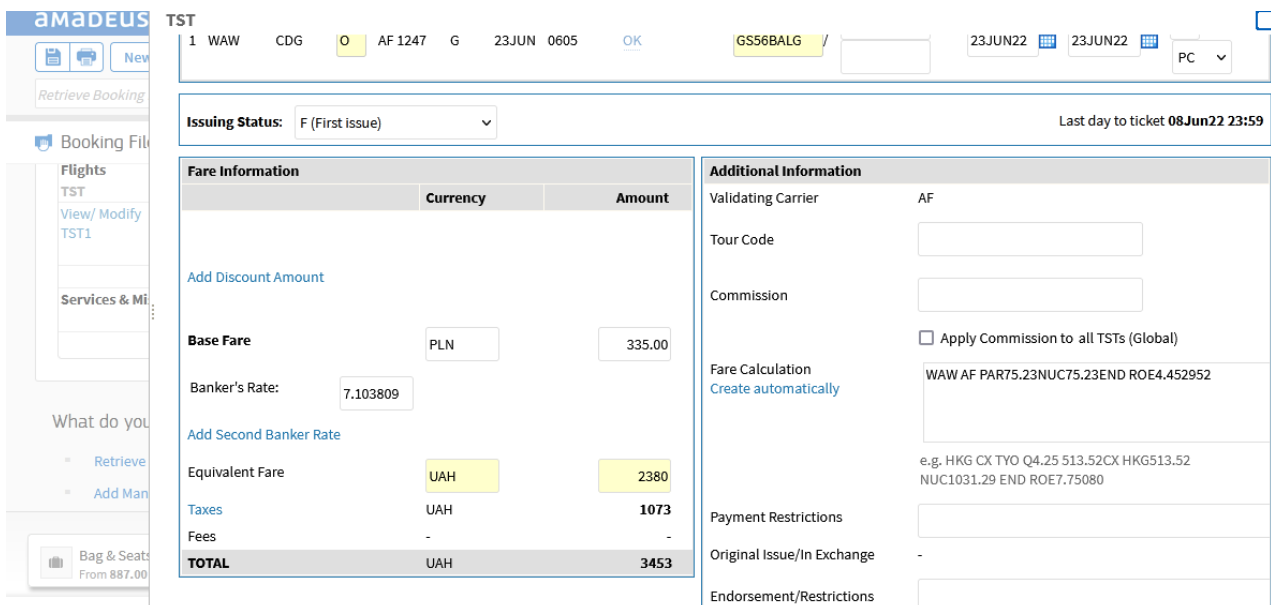 amadeus
TST
1 WAW CDG O AF 1247 G 23JUN 0605 OK GS56BALG / 23JUN22 23JUN22
PC
New
Retrieve Booking
Issuing Status: F (First issue) Last day to ticket 08Jun22 23:59
Booking Fil
Flights
TST
View/ Modify
TST1
Services & Mi
What do you
Retrieve
Add Man
Bag & Seats
From 887.00
Fare Information
Currency Amount
Add Discount Amount
Base Fare PLN 335.00
Banker's Rate: 7.103809
Add Second Banker Rate
Equivalent Fare UAH 2380
Taxes UAH 1073
Fees - -
TOTAL UAH 3453
Additional Information
Validating Carrier AF
Tour Code
Commission
Apply Commission to all TSTs (Global)
Fare Calculation
Create automatically
WAW AF PAR75.23NUC75.23END ROE4.452952
e.g. HKG CX TYO Q4.25 513.52CX HKG513.52
NUC1031.29 END ROE7.75080
Payment Restrictions
Original Issue/In Exchange -
Endorsement/Restrictions